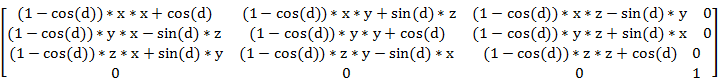 (1 − cos(d)) * x * x + cos(d) (1 − cos(d)) * x * y + sin(d) * z (1 − cos(d)) * x * z − sin(d) * y 0
(1 − cos(d)) * y * x − sin(d) * z (1 − cos(d)) * y * y + cos(d) (1 − cos(d)) * y * z + sin(d) * x 0
(1 − cos(d)) * z * x + sin(d) * y (1 − cos(d)) * z * y − sin(d) * x (1 − cos(d)) * z * z + cos(d) 0
0 0 0 1